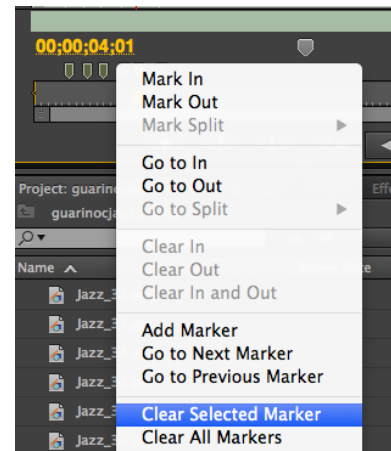 00;00;04;01
Mark In
Mark Out
Mark Split
Go to In
Go to Out
Project: guarino
Go to Split
guarinocja
Clear In
Name
Clear Out
Clear In and Out
Jazz_3
Add Marker
Jazz_3
Go to Next Marker
Jazz_3
Go to Previous Marker
Jazz_3
Clear Selected Marker
Jazz_3
Clear All Markers
Jazz_3